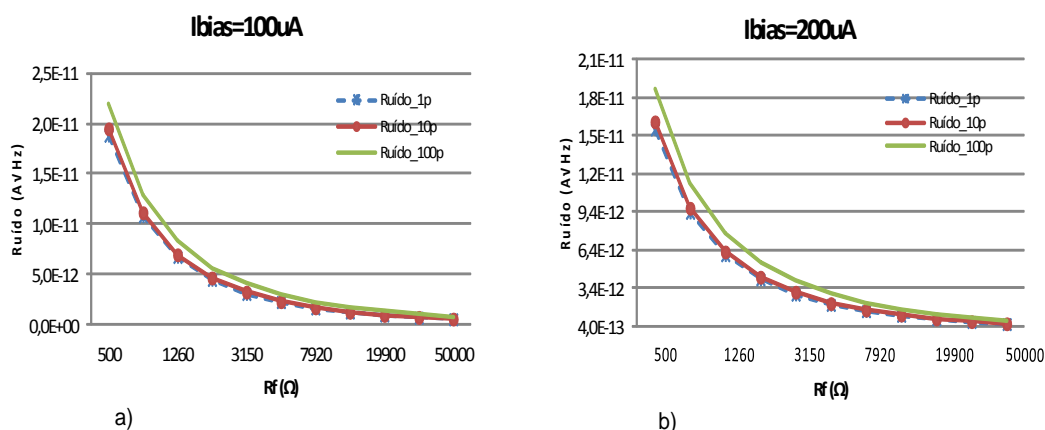 Ibias=100uA
2,5E-11
2,0E-11
1,5E-11
1,0E-11
5,0E-12
0,0E+00
Ruído (A√Hz)
Ruído_1p
Ruído_10p
Ruído_100p
500 1260 3150 7920 19900 50000
Rf(Ω)
a)
Ibias=200uA
2,1E-11
1,8E-11
1,5E-11
1,2E-11
9,4E-12
6,4E-12
3,4E-12
4,0E-13
Ruído (A√Hz)
Ruído_1p
Ruído_10p
Ruído_100p
500 1260 3150 7920 19900 50000
Rf(Ω)
b)